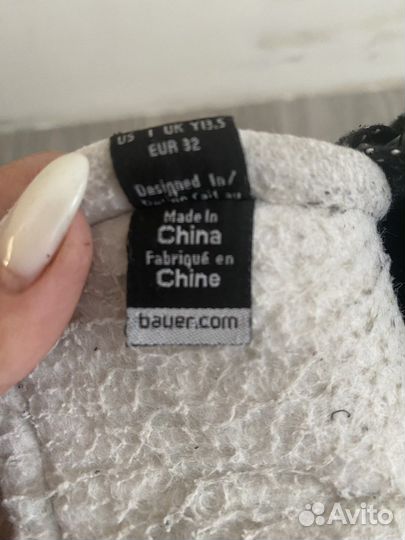 US 1 UK Y13.5
EUR 32
Designed In/
Made In
China
Fabriqué en
Chine
bauer.com
Avito